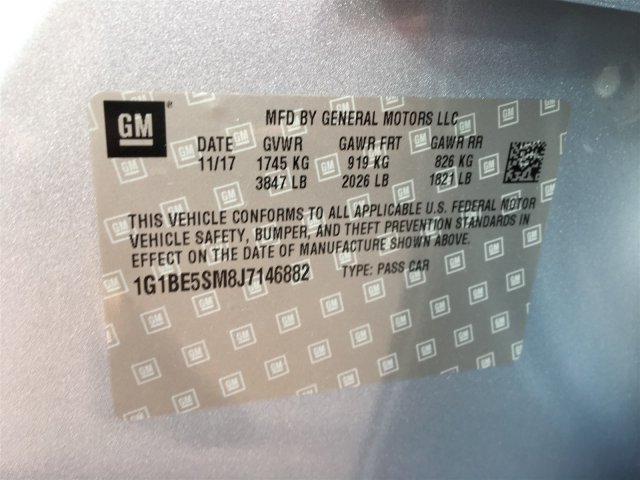 GM ®
MFD BY GENERAL MOTORS LLC
DATE GVWR GAWR FRT GAWR RR
11/17 1745 KG 919 KG 826 KG
3847 LB 2026 LB 1821 LB
THIS VEHICLE CONFORMS TO ALL APPLICABLE U.S. FEDERAL MOTOR
VEHICLE SAFETY, BUMPER, AND THEFT PREVENTION STANDARDS IN
EFFECT ON THE DATE OF MANUFACTURE SHOWN ABOVE.
1G1BE5SM8J7146882 TYPE: PASS CAR